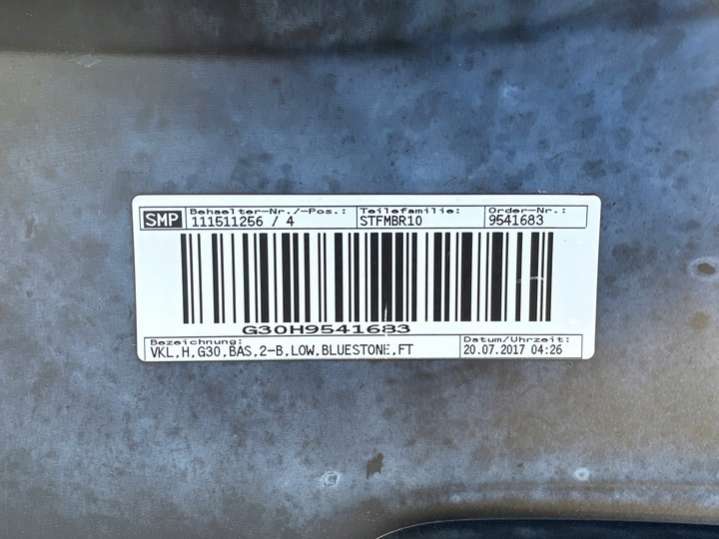 SMP Behaelter-Nr./-Pos.: Teilefamilie: Order-Nr.:
111511256 / 4 STFMBR10 9541683
G30H9541683
Bezeichnung: Datum/Uhrzeit:
VKL,H,G30,BAS,2-B,LOW,BLUESTONE,FT 20.07.2017 04:26